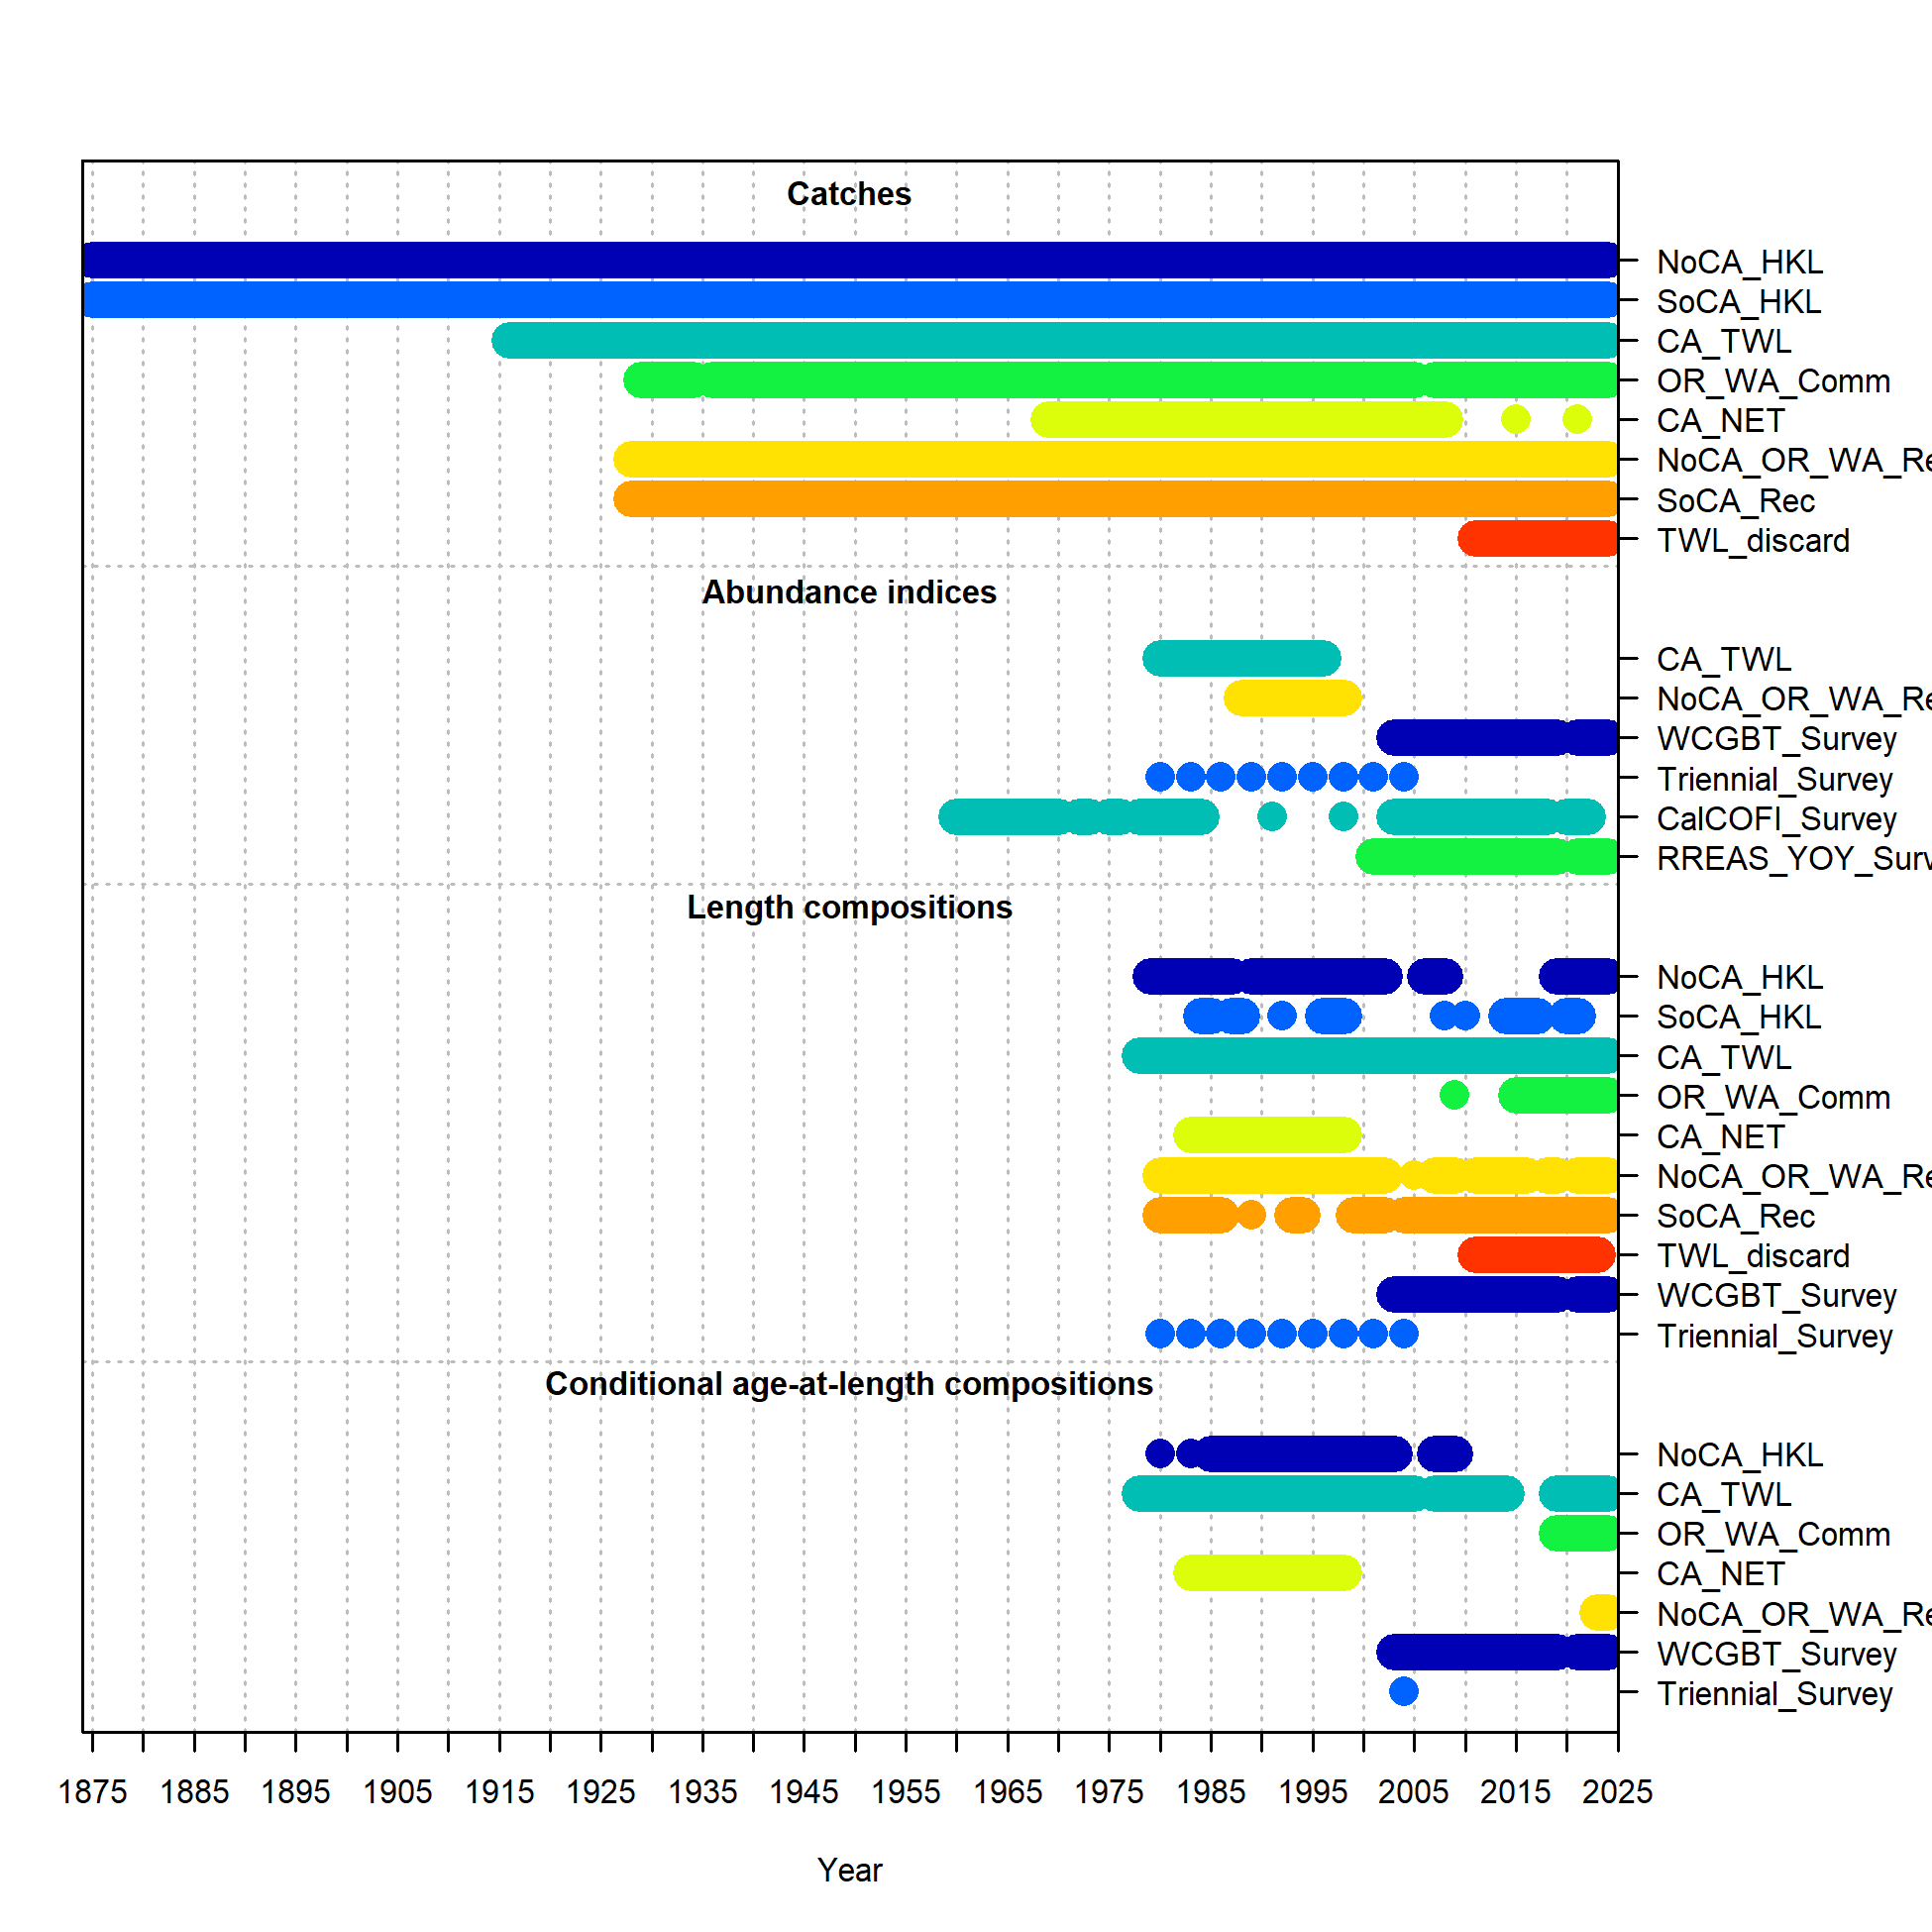 Catches
NoCA_HKL
SoCA_HKL
CA_TWL
OR_WA_Comm
CA_NET
NoCA_OR_WA_Re
SoCA_Rec
TWL_discard
Abundance indices
CA_TWL
NoCA_OR_WA_Re
WCGBT_Survey
Triennial_Survey
CalCOFI_Survey
RREAS_YOY_Surv
Length compositions
NoCA_HKL
SoCA_HKL
CA_TWL
OR_WA_Comm
CA_NET
NoCA_OR_WA_Re
SoCA_Rec
TWL_discard
WCGBT_Survey
Triennial_Survey
Conditional age-at-length compositions
NoCA_HKL
CA_TWL
OR_WA_Comm
CA_NET
NoCA_OR_WA_Re
WCGBT_Survey
Triennial_Survey
1875 1885 1895 1905 1915 1925 1935 1945 1955 1965 1975 1985 1995 2005 2015 2025
Year